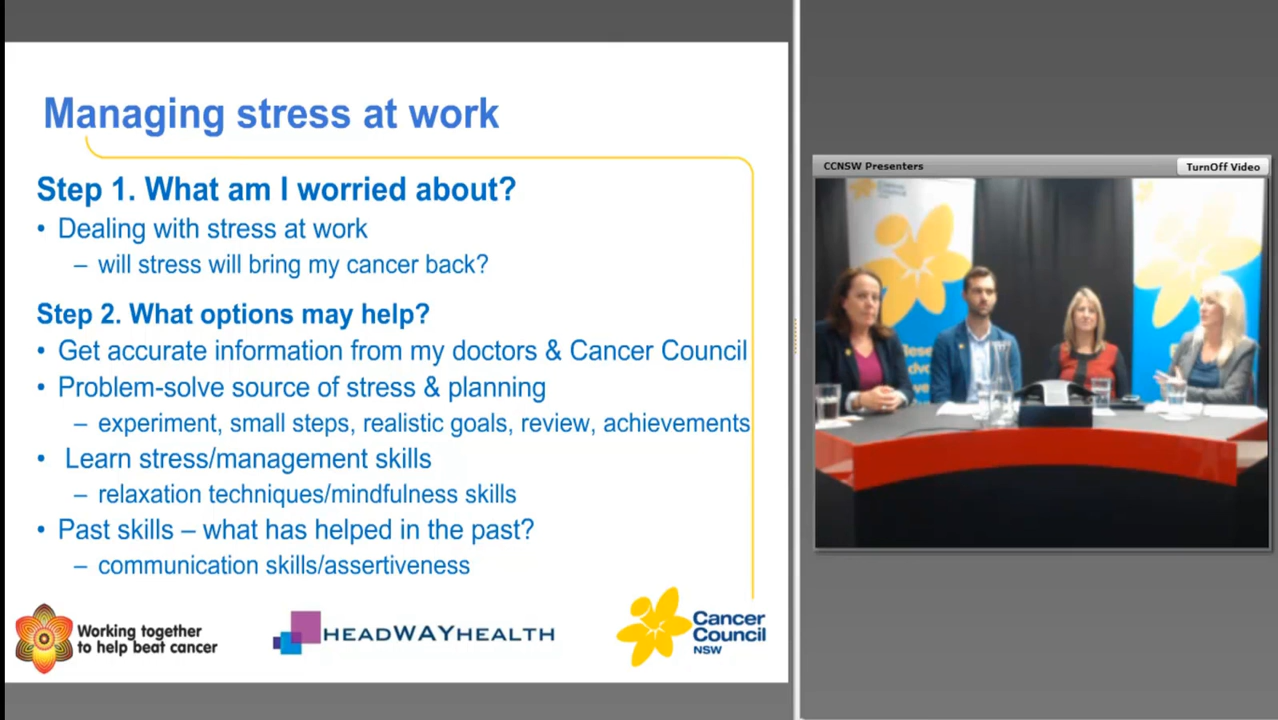 Managing stress at work
Step 1. What am I worried about?
• Dealing with stress at work
– will stress will bring my cancer back?
Step 2. What options may help?
• Get accurate information from my doctors & Cancer Council
• Problem-solve source of stress & planning
– experiment, small steps, realistic goals, review, achievements
• Learn stress/management skills
– relaxation techniques/mindfulness skills
• Past skills – what has helped in the past?
– communication skills/assertiveness
Working together
to help beat cancer
HEADWAYHEALTH
Cancer
Council
NSW
CCNSW Presenters
TurnOff Video